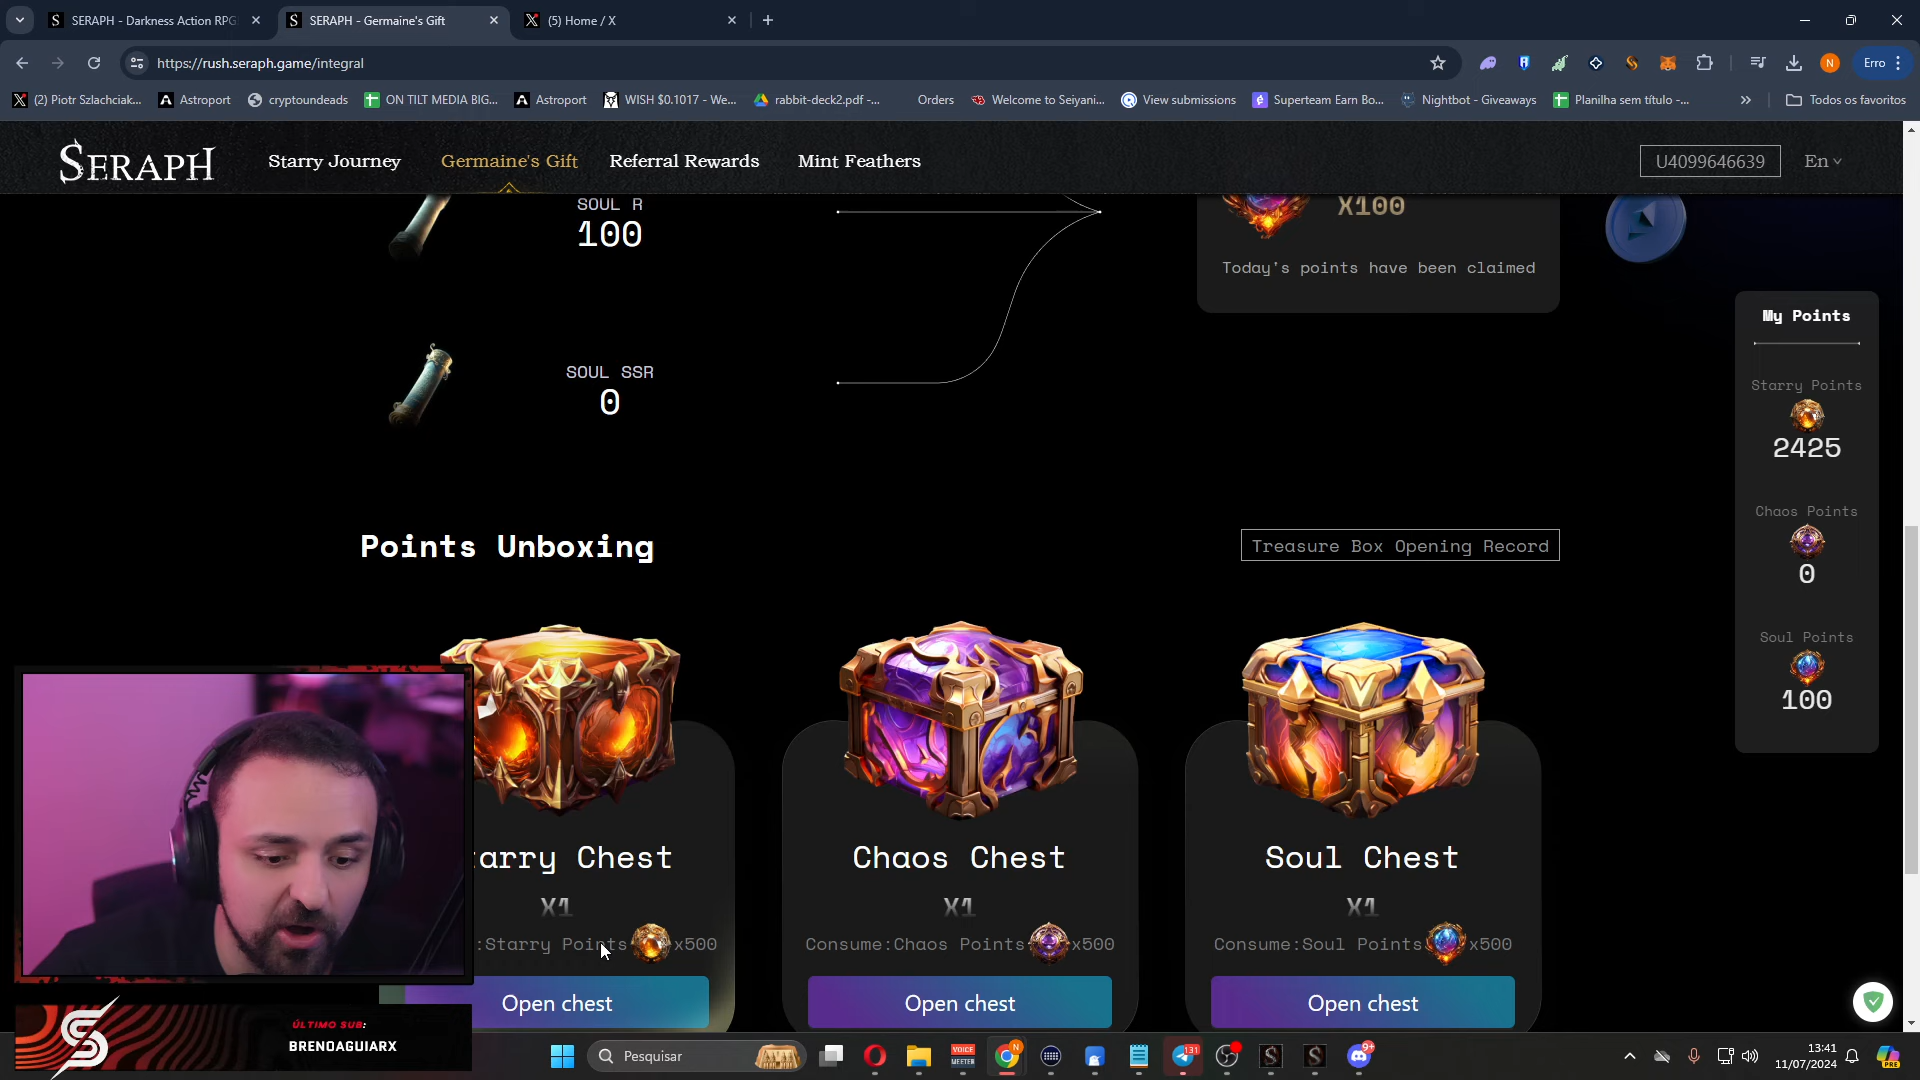 SERAPH - Darkness Action RPG
SERAPH - Germaine's Gift
(5) Home / X
https://rush.seraph.game/integral
Erro
(2) Piotr Szlachciak...
Astroport
cryptoundeads
ON TILT MEDIA BIG...
Astroport
WISH $0.1017 - We...
rabbit-deck2.pdf -...
Orders
Welcome to Seiyani...
View submissions
Superteam Earn Bo...
Nightbot - Giveaways
Planilha sem título -...
Todos os favoritos
SERAPH
Starry Journey
Germaine's Gift
Referral Rewards
Mint Feathers
U4099646639
En
SOUL R
100
X100
Today's points have been claimed
SOUL SSR
0
My Points
Starry Points
2425
Chaos Points
0
Soul Points
100
Points Unboxing
Treasure Box Opening Record
arry Chest
X1
:Starry Points
x500
Open chest
Chaos Chest
X1
Consume:Chaos Points
x500
Open chest
Soul Chest
X1
Consume:Soul Points
x500
Open chest
ÚLTIMO SUB:
BRENDAGUIARX
Pesquisar
VOICE
MEETER
N
131
9+
13:41
11/07/2024
PRE